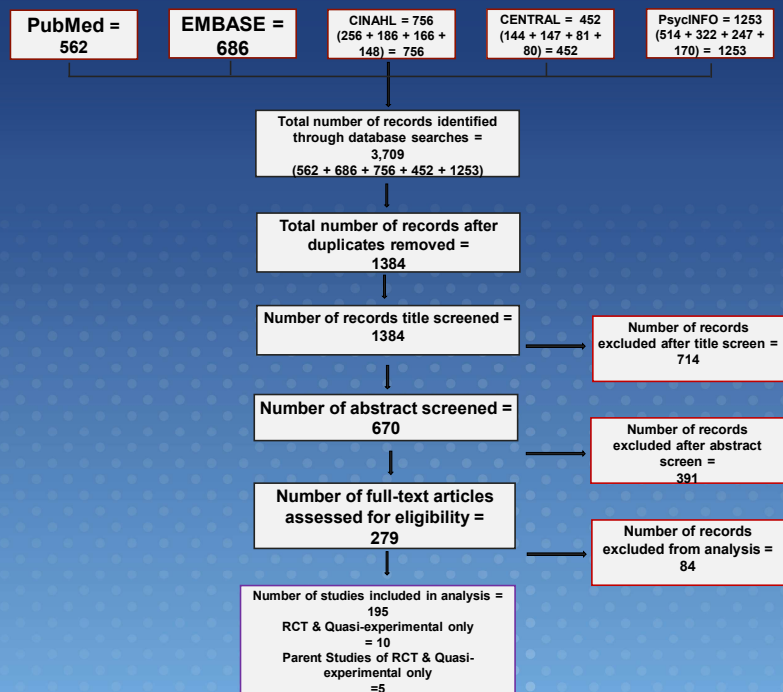 PubMed =
562
EMBASE =
686
CINAHL = 756
(256 + 186 + 166 +
148) = 756
CENTRAL = 452
(144 + 147 + 81 +
80) = 452
PsycINFO = 1253
(514 + 322 + 247 +
170) = 1253
Total number of records identified
through database searches =
3,709
(562 + 686 + 756 + 452 + 1253)
Total number of records after
duplicates removed =
1384
Number of records title screened =
1384
Number of records
excluded after title screen =
714
Number of abstract screened =
670
Number of records
excluded after abstract
screen =
391
Number of full-text articles
assessed for eligibility =
279
Number of records
excluded from analysis =
84
Number of studies included in analysis =
195
RCT & Quasi-experimental only
= 10
Parent Studies of RCT & Quasi-
experimental only
=5